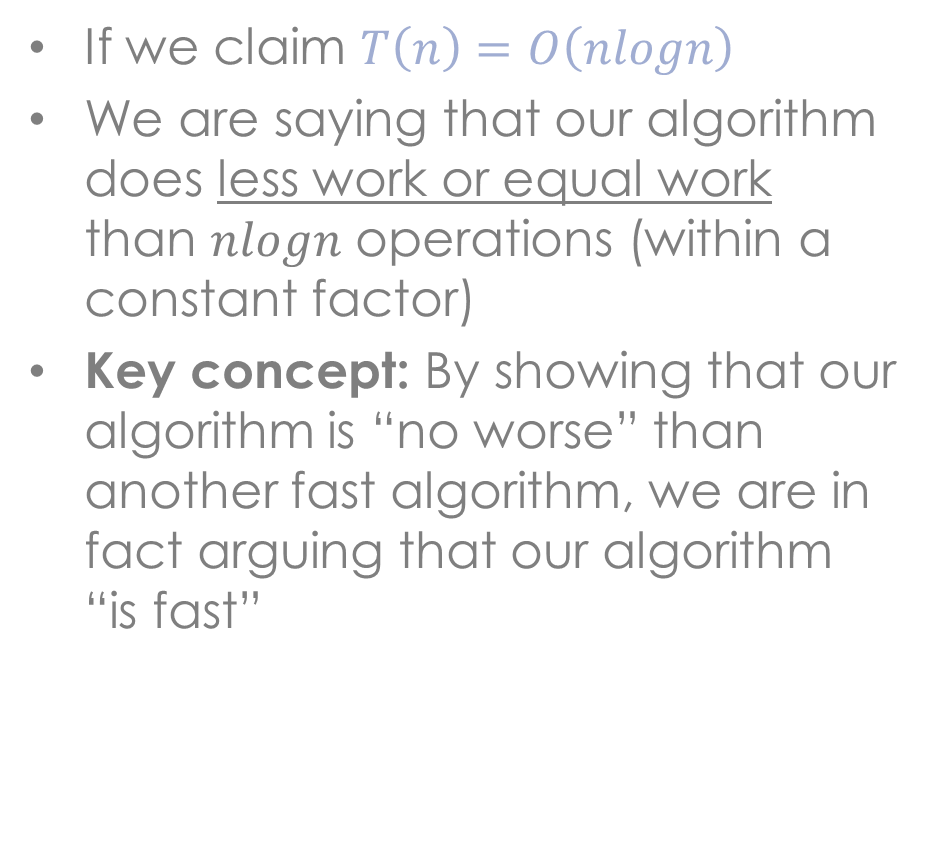 • If we claim T(n) = O(nlogn)
• We are saying that our algorithm
does less work or equal work
than nlogn operations (within a
constant factor)
• Key concept: By showing that our
algorithm is “no worse” than
another fast algorithm, we are in
fact arguing that our algorithm
“is fast”